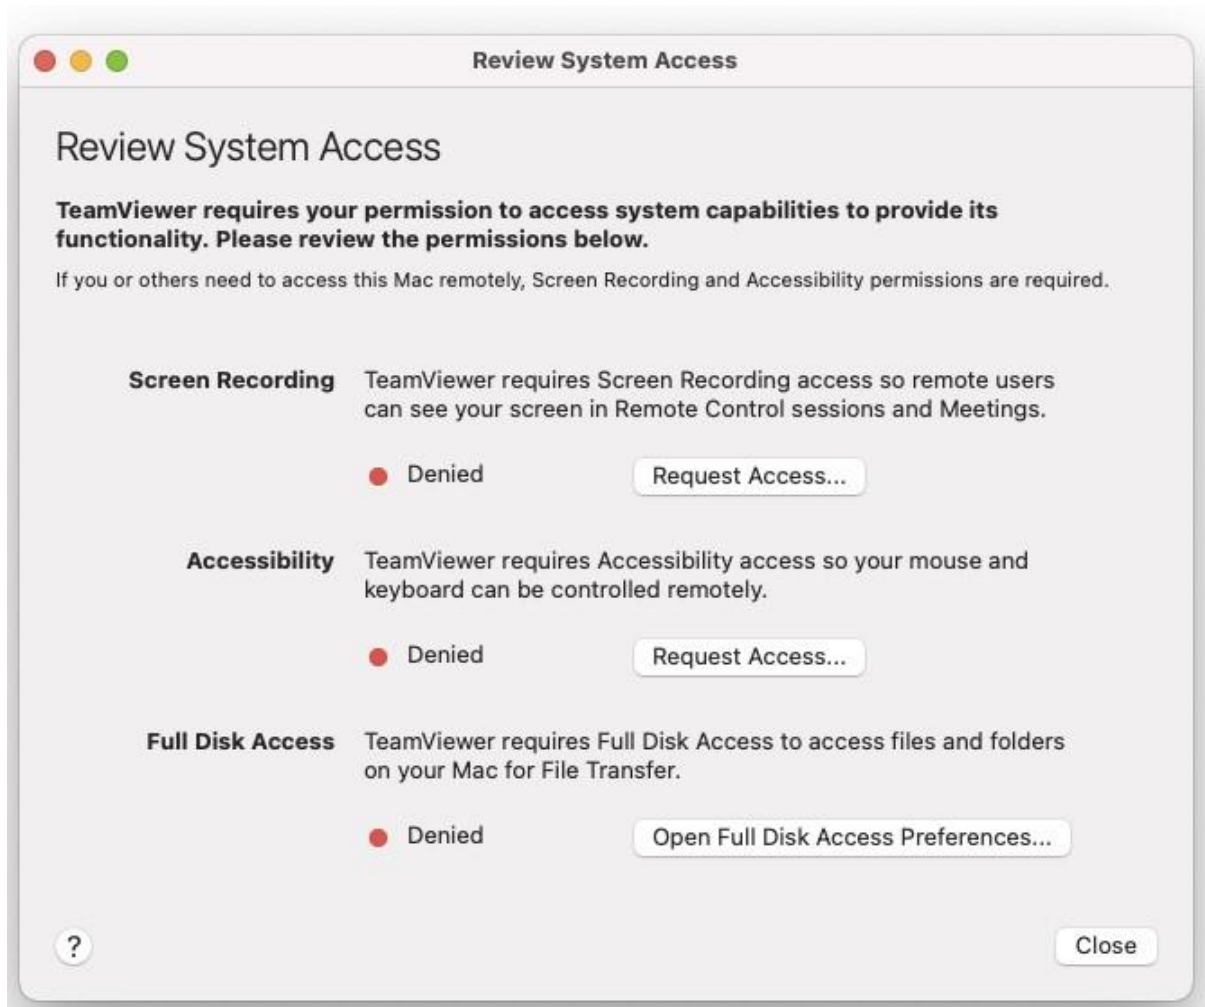 Review System Access
Review System Access
TeamViewer requires your permission to access system capabilities to provide its
functionality. Please review the permissions below.
If you or others need to access this Mac remotely, Screen Recording and Accessibility permissions are required.
Screen Recording TeamViewer requires Screen Recording access so remote users
can see your screen in Remote Control sessions and Meetings.
Denied Request Access...
Accessibility TeamViewer requires Accessibility access so your mouse and
keyboard can be controlled remotely.
Denied Request Access...
Full Disk Access TeamViewer requires Full Disk Access to access files and folders
on your Mac for File Transfer.
Denied Open Full Disk Access Preferences...
? Close